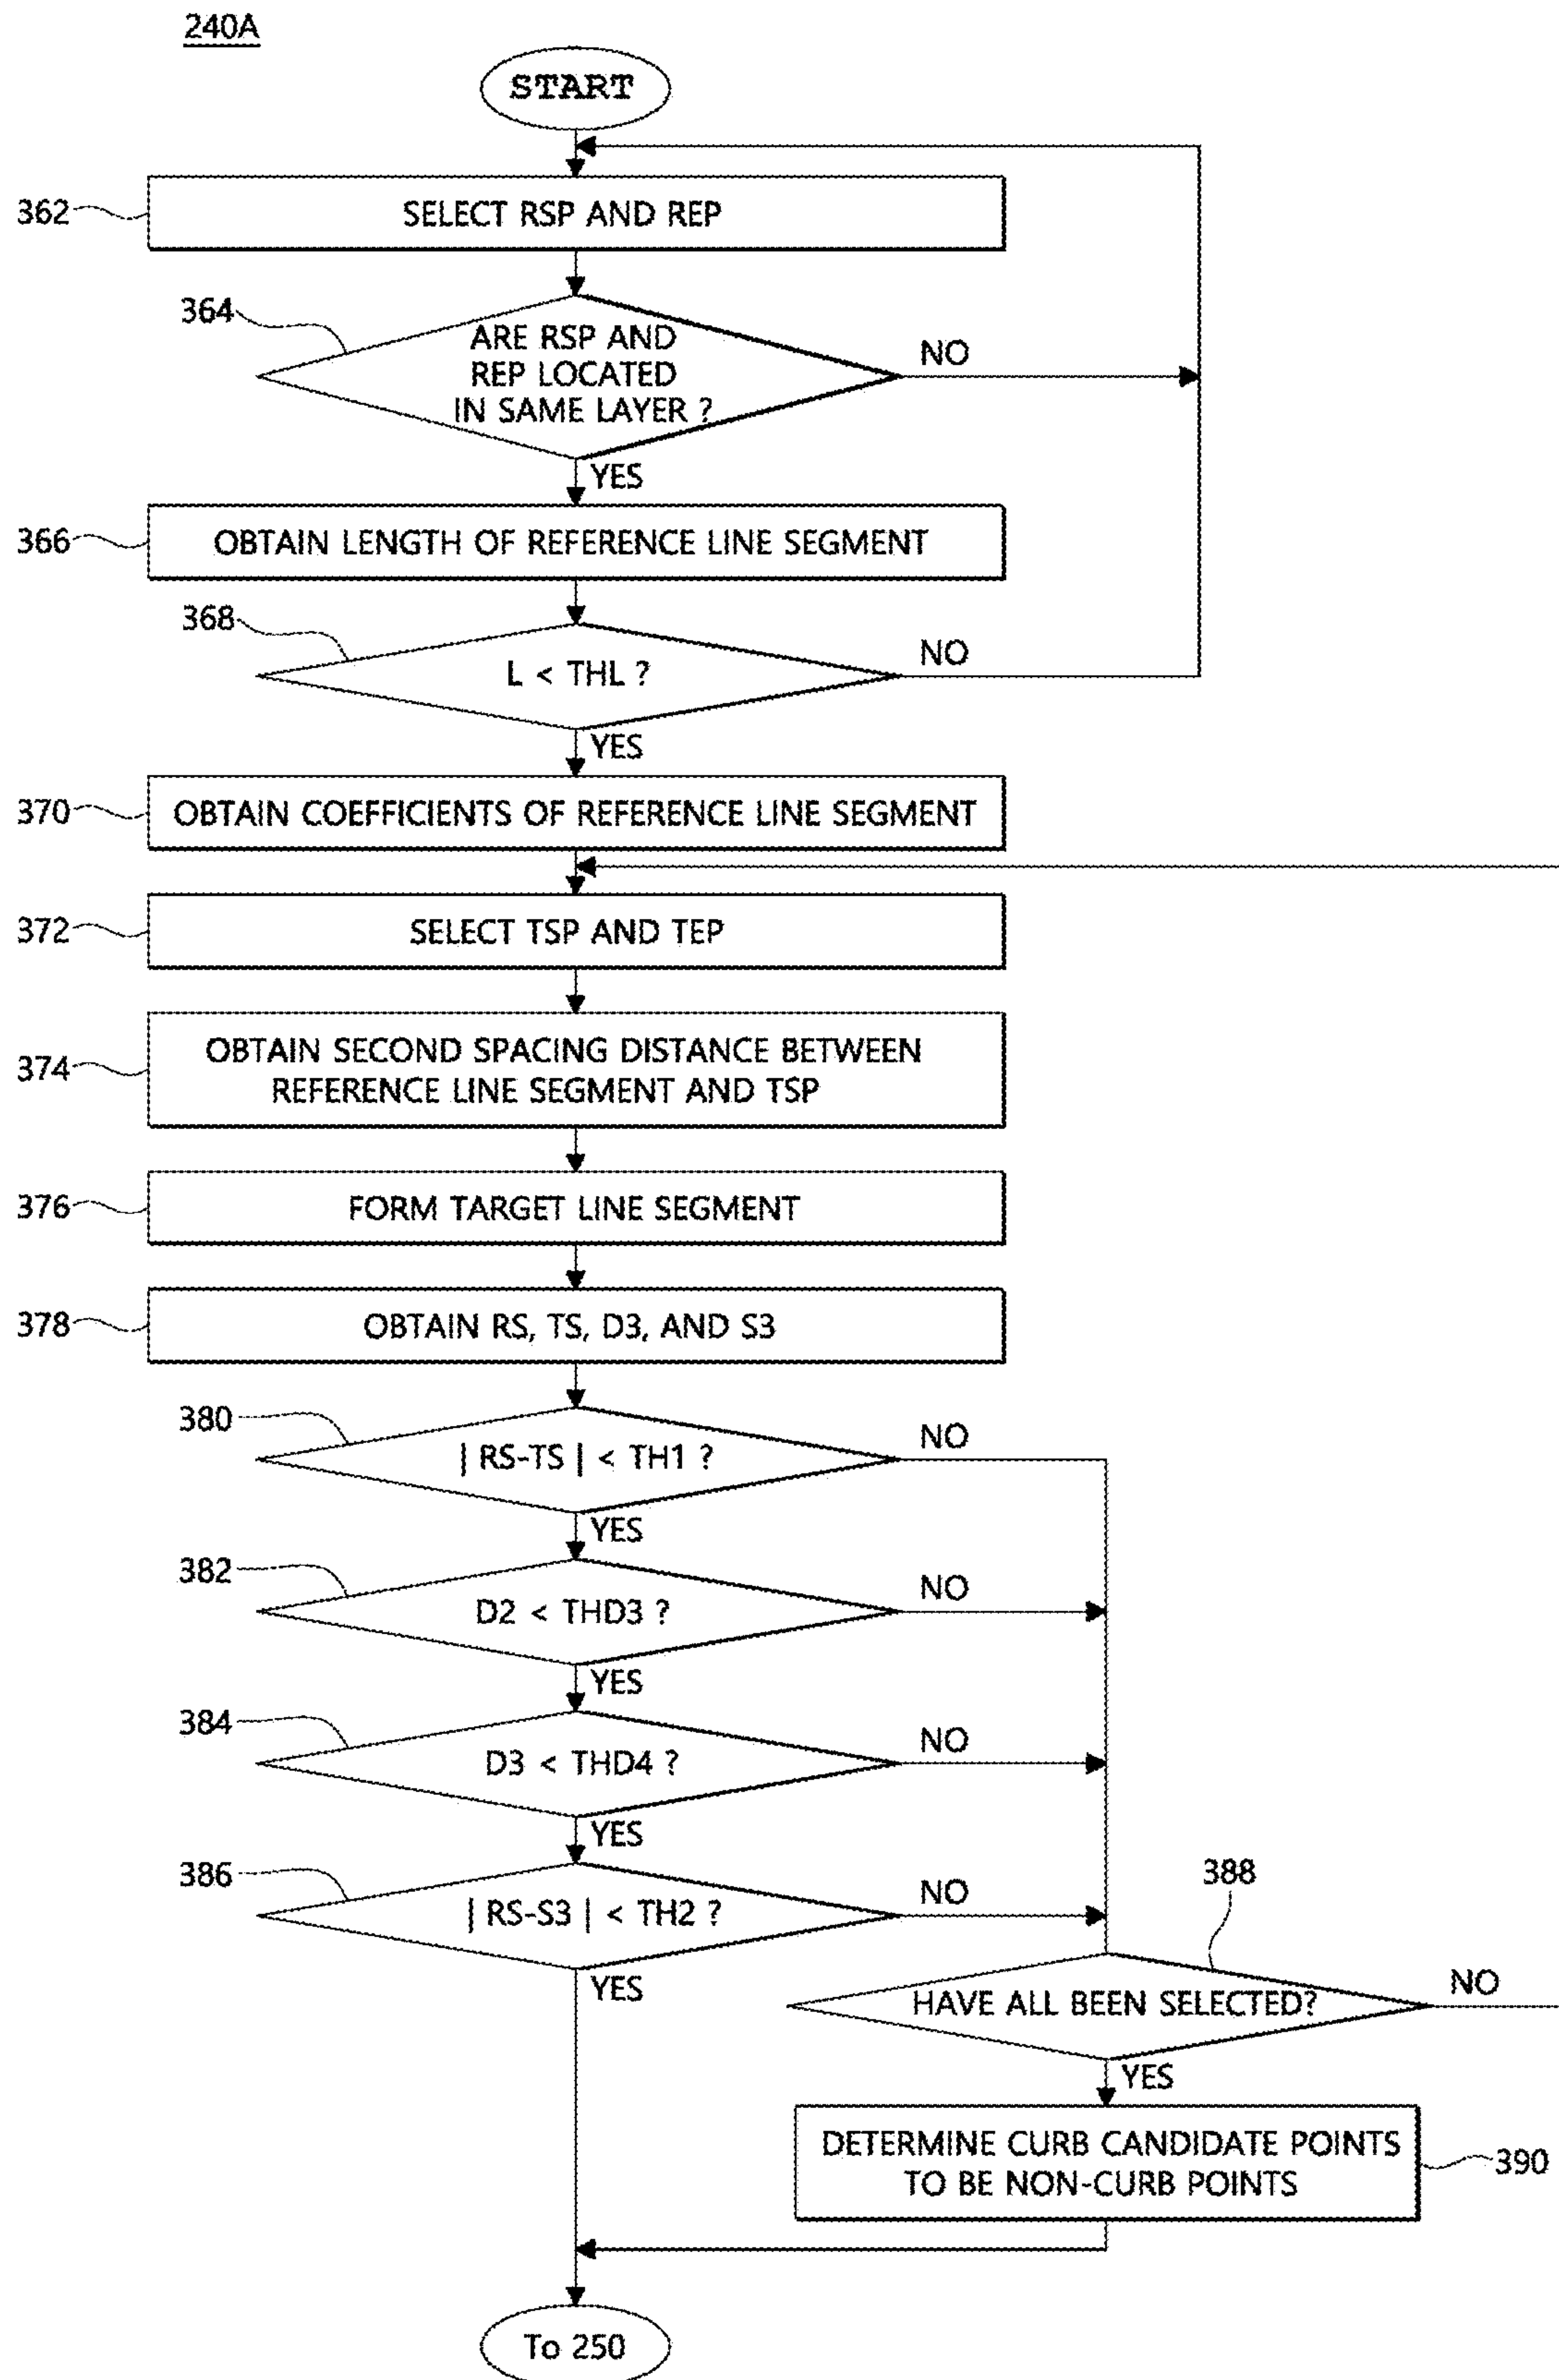 240A
START
362
SELECT RSP AND REP
364
ARE RSP AND
REP LOCATED
IN SAME LAYER ?
NO
YES
366
OBTAIN LENGTH OF REFERENCE LINE SEGMENT
368
L < THL ?
NO
YES
370
OBTAIN COEFFICIENTS OF REFERENCE LINE SEGMENT
372
SELECT TSP AND TEP
374
OBTAIN SECOND SPACING DISTANCE BETWEEN
REFERENCE LINE SEGMENT AND TSP
376
FORM TARGET LINE SEGMENT
378
OBTAIN RS, TS, D3, AND S3
380
| RS-TS | < TH1 ?
NO
YES
382
D2 < THD3 ?
NO
YES
384
D3 < THD4 ?
NO
YES
386
| RS-S3 | < TH2 ?
NO
YES
388
HAVE ALL BEEN SELECTED?
NO
YES
DETERMINE CURB CANDIDATE POINTS
TO BE NON-CURB POINTS
390
To 250